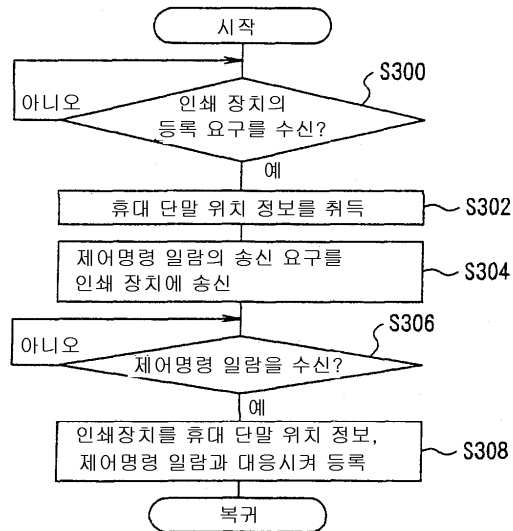 시작
S300
아니오
인쇄 장치의
등록 요구를 수신?
예
휴대 단말 위치 정보를 취득
S302
제어명령 일람의 송신 요구를
인쇄 장치에 송신
S304
S306
아니오
제어명령 일람을 수신?
예
인쇄장치를 휴대 단말 위치 정보,
제어명령 일람과 대응시켜 등록
S308
복귀